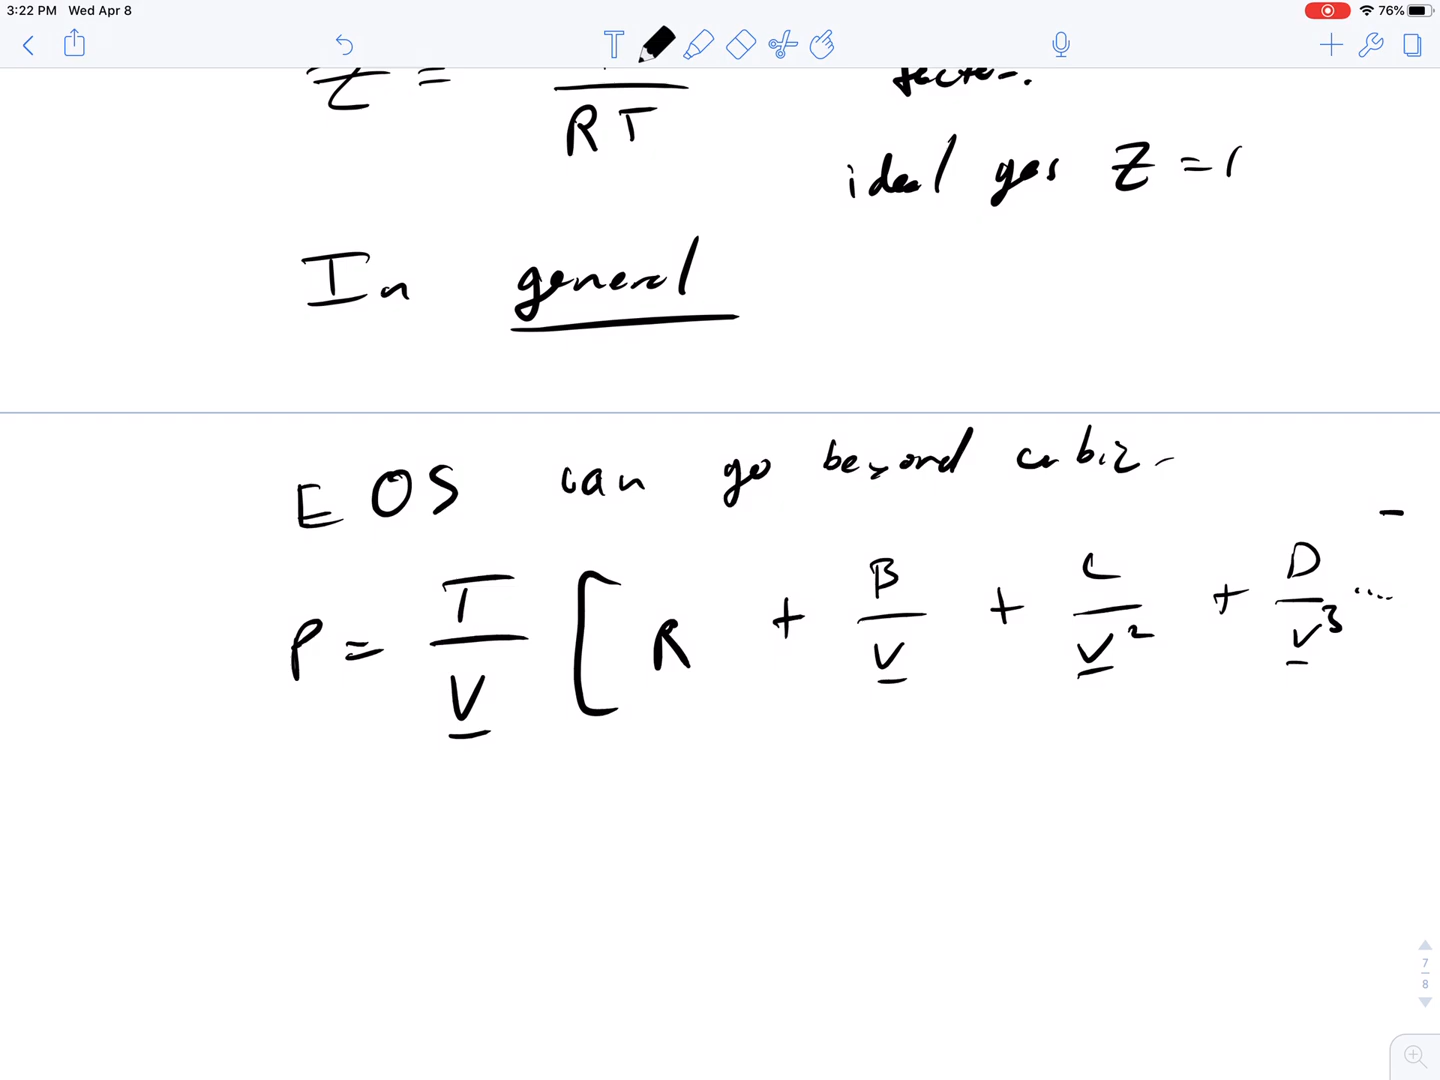 3:22 PM Wed Apr 8 76%
T
Z = / RT factor.
ideal gas Z = 1
In general
EOS can go beyond cubic
P = T/V [ R + B/V + C/V² + D/V³ ....
7
8